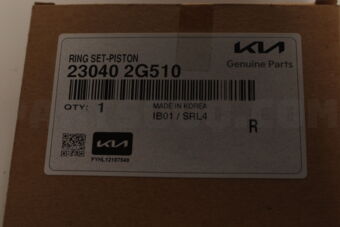 RING SET-PISTON
23040 2G510
KIA
Genuine Parts
QTY: 1
MADE IN KOREA
IB01 / SRL4
R
KIA